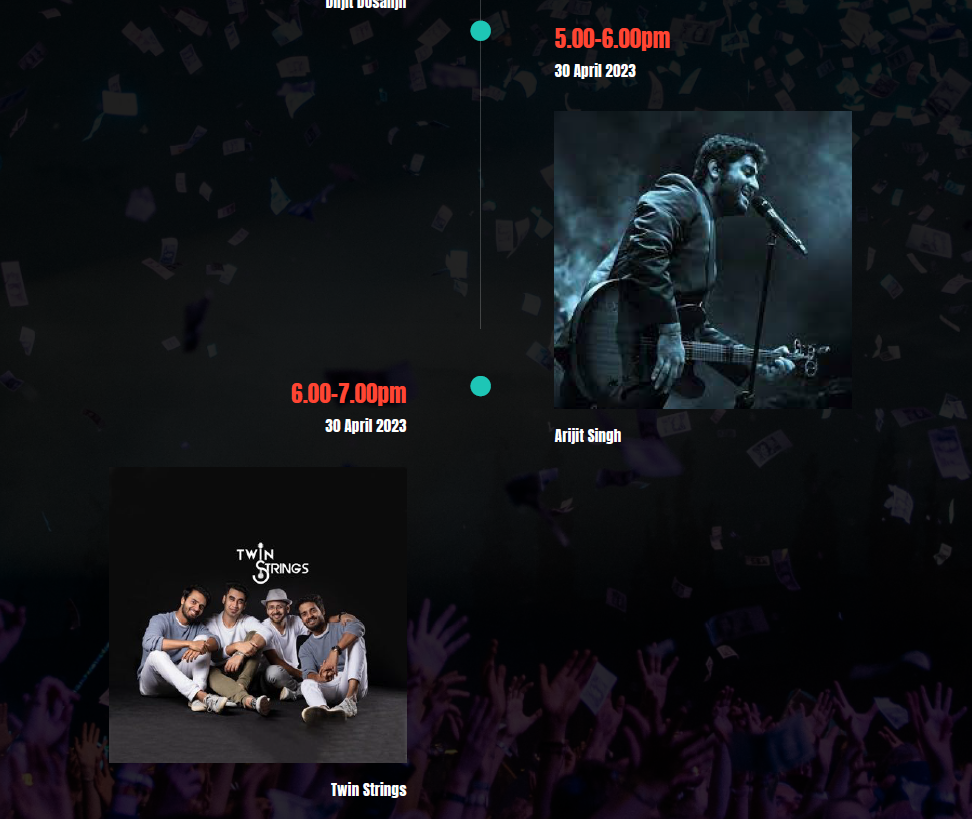 5.00-6.00pm
30 April 2023
Arijit Singh
6.00-7.00pm
30 April 2023
TWIN
STRINGS
Twin Strings